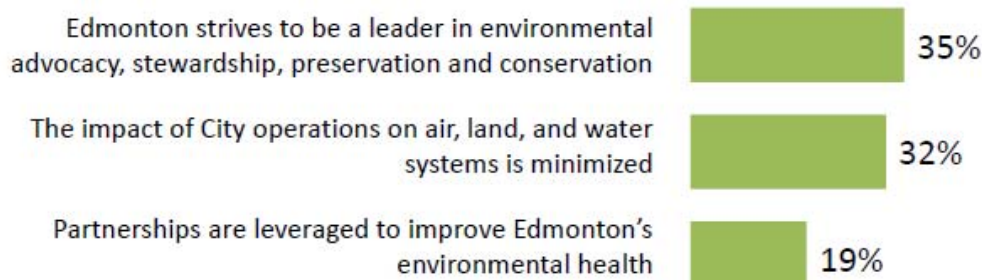 Edmonton strives to be a leader in environmental
advocacy, stewardship, preservation and conservation
35%
The impact of City operations on air, land, and water
systems is minimized
32%
Partnerships are leveraged to improve Edmonton’s
environmental health
19%